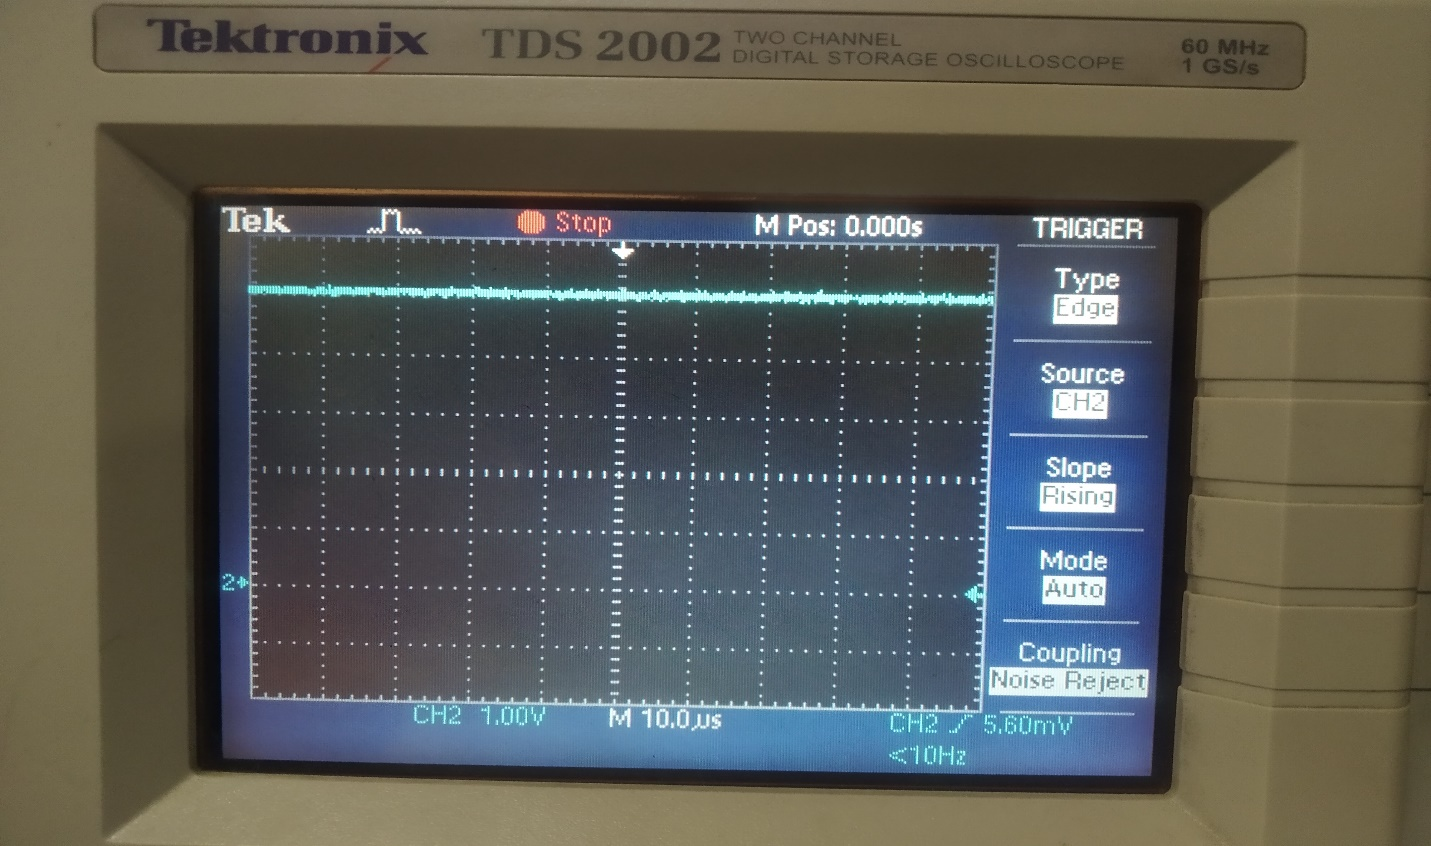 Tektronix TDS 2002 TWO CHANNEL
DIGITAL STORAGE OSCILLOSCOPE
60 MHz
1 GS/s
Tek Stop M Pos: 0.000s
TRIGGER
Type
Edge
Source
CH2
Slope
Rising
Mode
Auto
Coupling
Noise Reject
2
CH2 1.00V M 10.0µs CH2 5.60mV
<10Hz